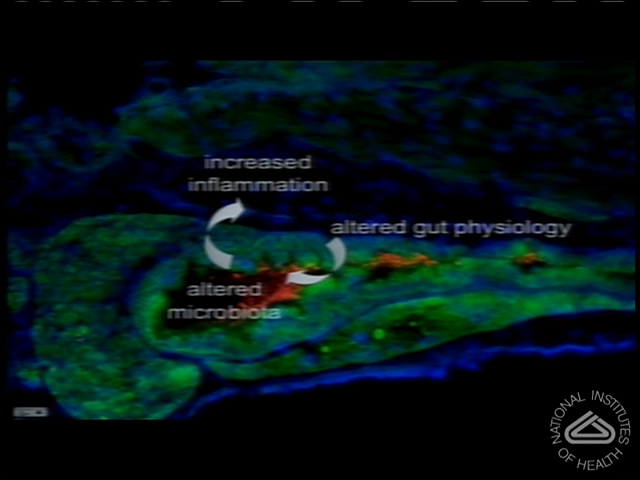 increased
inflammation
altered gut physiology
altered
microbiota
NATIONAL INSTITUTES
OF HEALTH